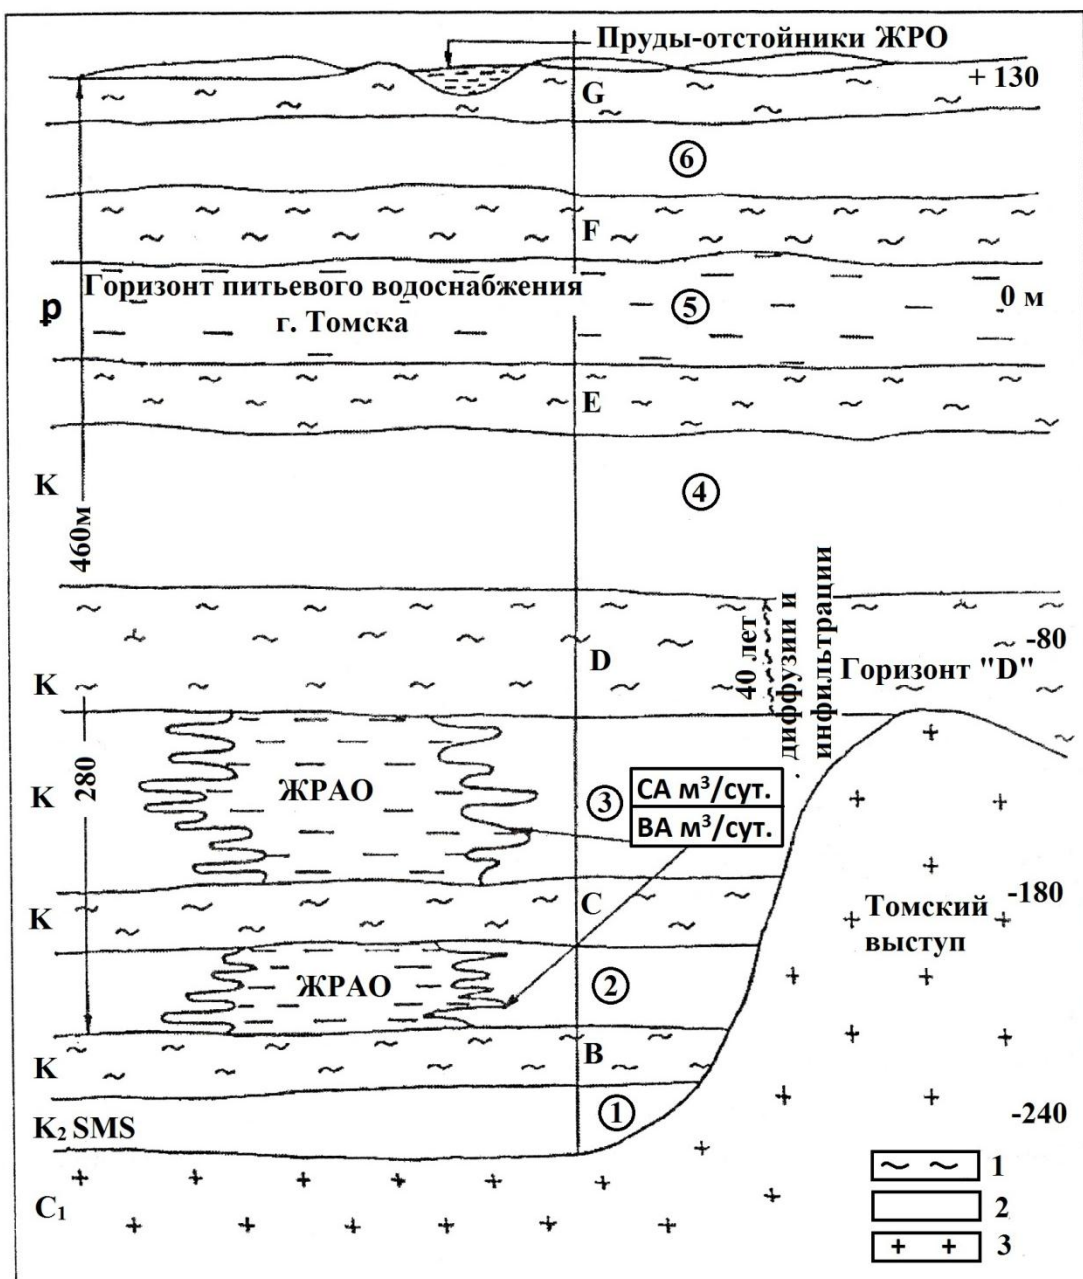 Пруды-отстойники ЖРО
+ 130
G
6
F
Горизонт питьевого водоснабжения
г. Томска
5
0 м
р
E
K
4
460м
40 лет
диффузии и
инфильтрации
-80
D
Горизонт "D"
K
280
K
ЖРАО
3
СА м³/сут.
ВА м³/сут.
C
K
-180
Томский
выступ
ЖРАО
2
B
K
1
K₂ SMS
-240
C₁
1
2
3